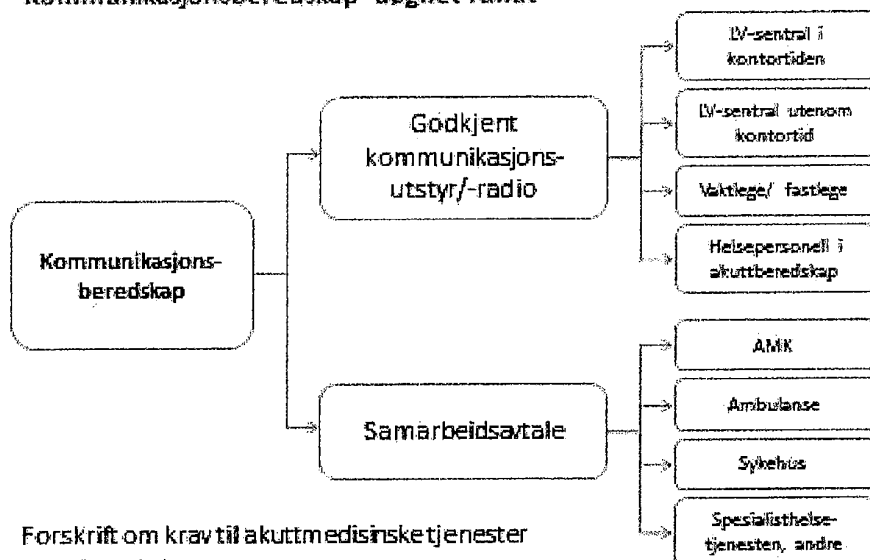 Kommunikasjons-
beredskap
Godkjent
kommunikasjons-
utstyr/-radio
LV-sentral i
kontortiden
LV-sentral utenom
kontortid
Vaktlege/ fastlege
Helsepersonell i
akuttberedskap
Samarbeidsavtale
AMK
Ambulanse
Sykehus
Spesialisthelse-
tjenesten, andre
Forskrift om krav til akuttmedisinske tjenester